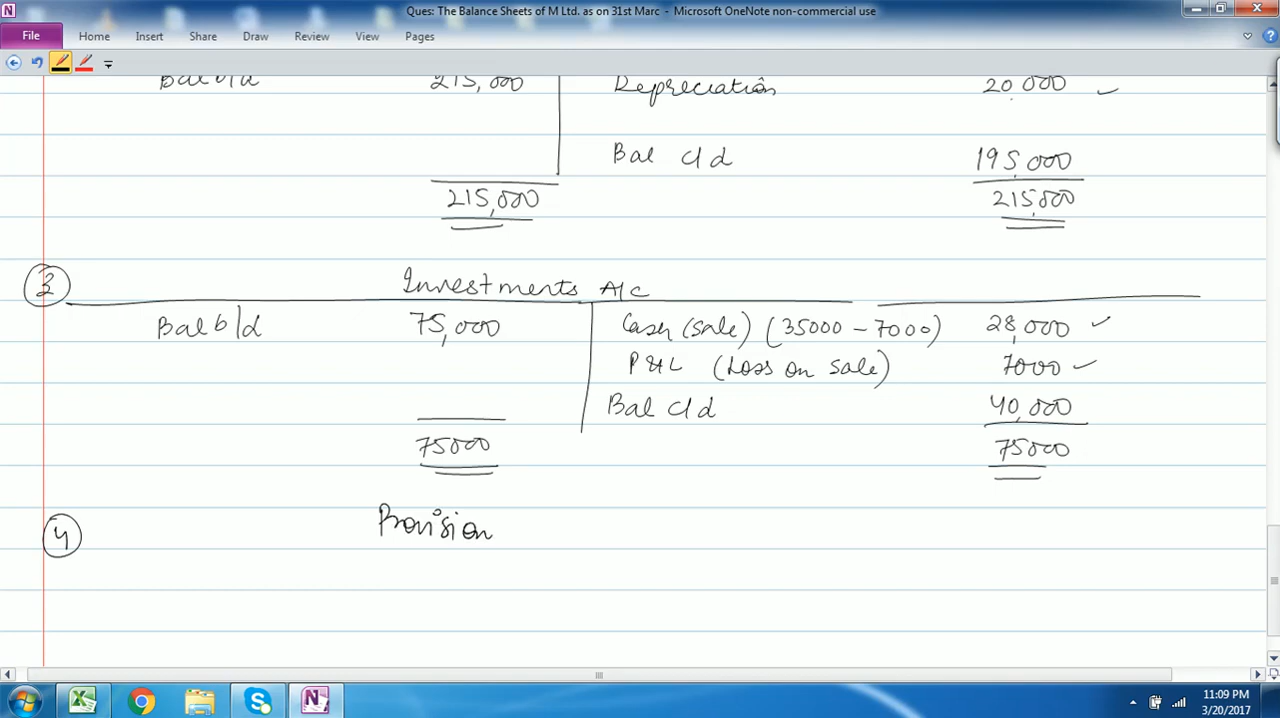 Ques: The Balance Sheets of M Ltd. as on 31st Marc - Microsoft OneNote non-commercial use
File Home Insert Share Draw Review View Pages
Bal b/d 215,000 Depreciation 20,000
Bal c/d 195,000
215,000 215,000
3 Investments A/c
Bal b/d 75,000 Cash (sale) (35000 - 7000) 28,000
P&L (Loss on sale) 7000
Bal c/d 40,000
75000 75000
4 Provision
11:09 PM
3/20/2017